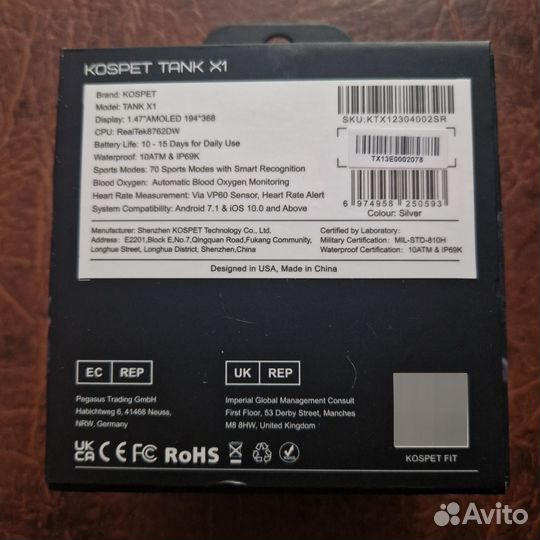 KOSPET TANK X1
Brand: KOSPET
Model: TANK X1
Display: 1.47"AMOLED 194*368
CPU: RealTek8762DW
Battery Life: 10 - 15 Days for Daily Use
Waterproof: 10ATM & IP69K
Sports Modes: 70 Sports Modes with Smart Recognition
Blood Oxygen: Automatic Blood Oxygen Monitoring
Heart Rate Measurement: Via VP60 Sensor, Heart Rate Alert
System Compatibility: Android 7.1 & iOS 10.0 and Above
SKU:KTX12304002SR
TX13E0002078
6 974958 250593
Colour: Silver
Manufacturer: Shenzhen KOSPET Technology Co., Ltd.
Address: E2201,Block E,No.7,Qingquan Road,Fukang Community,
Longhua Street, Longhua District, Shenzhen,China
Certified by Laboratory:
Military Certification: MIL-STD-810H
Waterproof Certification: 10ATM & IP69K
Designed in USA, Made in China
EC REP
Pegasus Trading GmbH
Habichtweg 6, 41468 Neuss,
NRW, Germany
UK REP
Imperial Global Management Consult
First Floor, 53 Derby Street, Manches
M8 8HW, United Kingdom
UK CA CE FC RoHS
KOSPET FIT
Avito